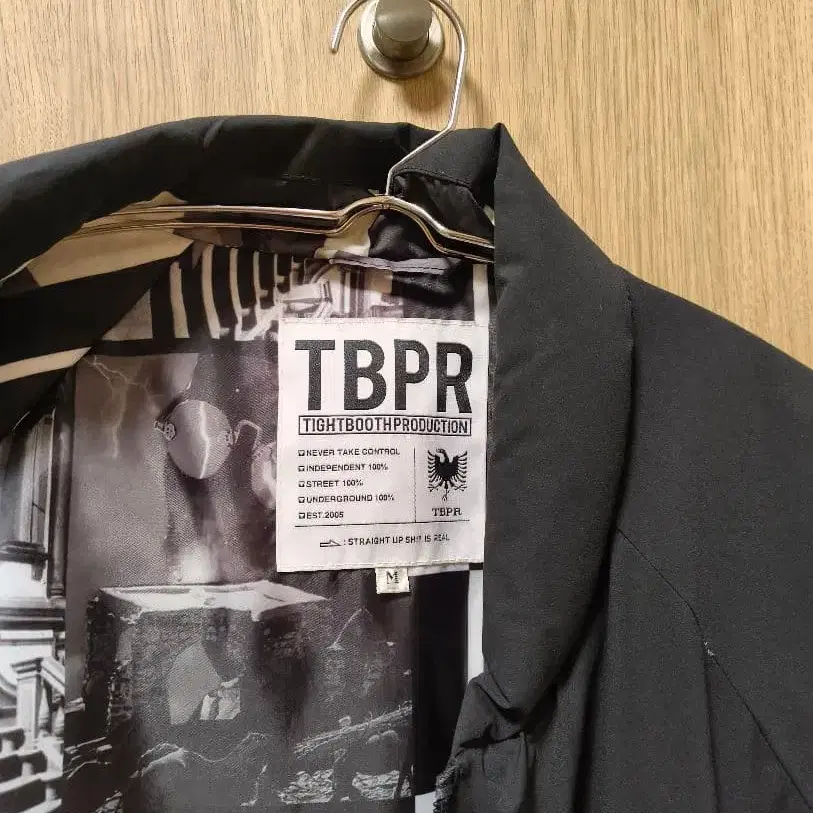 TBPR
TIGHTBOOTHPRODUCTION
NEVER TAKE CONTROL
INDEPENDENT 100%
STREET 100%
UNDERGROUND 100%
EST.2005
TBPR
: STRAIGHT UP SHIT IS REAL
M